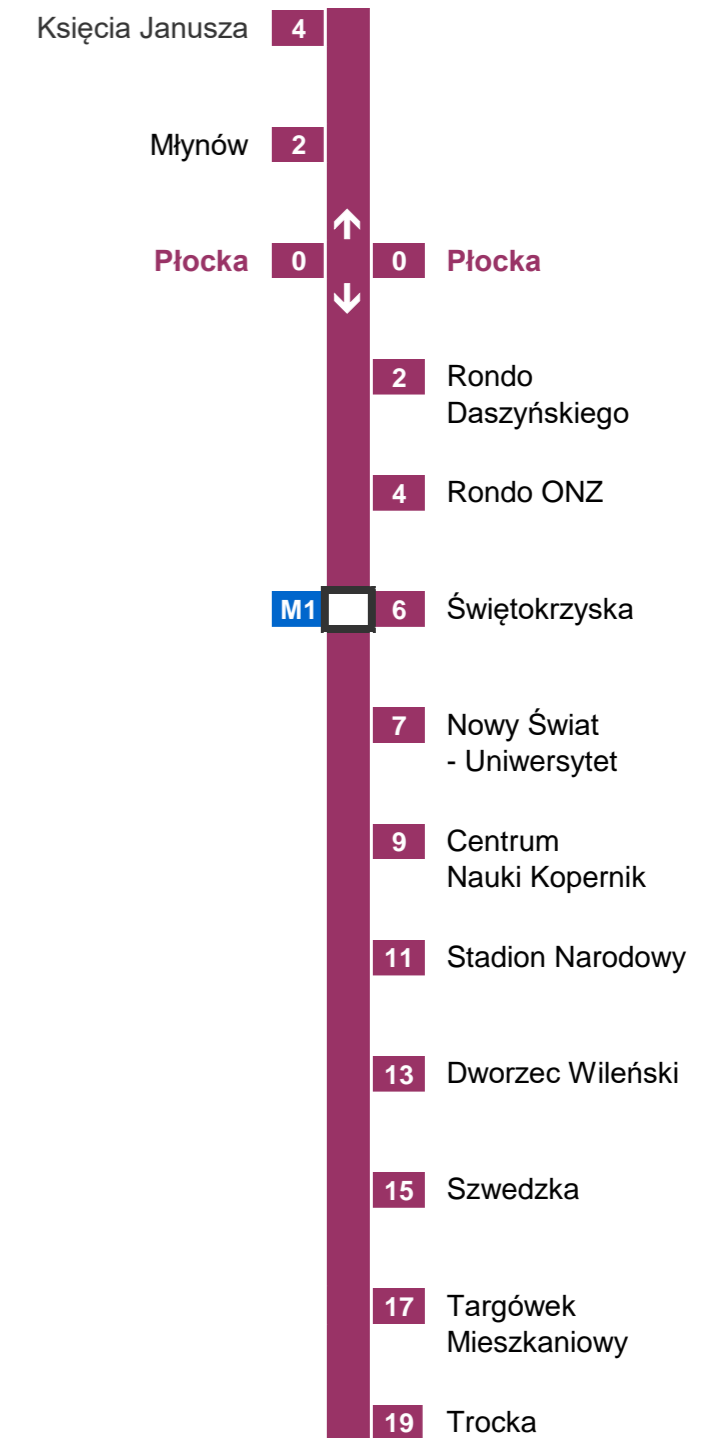 Księcia Janusza 4
Młynów 2
Płocka 0 0 Płocka
2 Rondo
Daszyńskiego
4 Rondo ONZ
M1 6 Świętokrzyska
7 Nowy Świat
- Uniwersytet
9 Centrum
Nauki Kopernik
11 Stadion Narodowy
13 Dworzec Wileński
15 Szwedzka
17 Targówek
Mieszkaniowy
19 Trocka